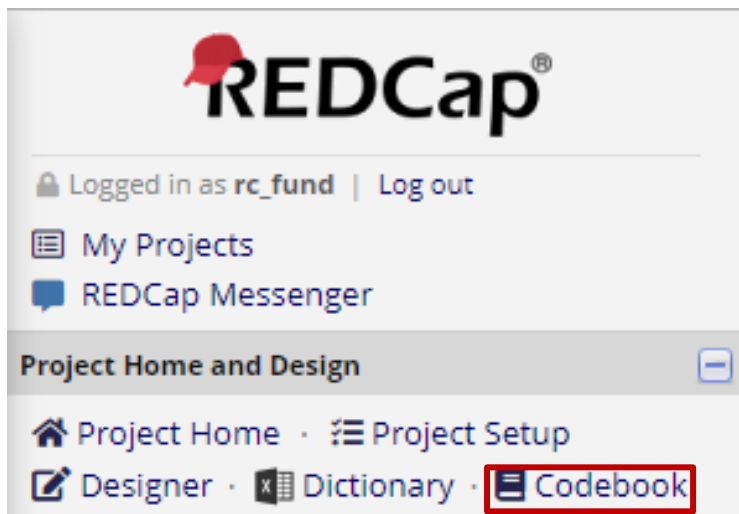 REDCap®
Logged in as rc_fund | Log out
My Projects
REDCap Messenger
Project Home and Design
Project Home · Project Setup
Designer · Dictionary · Codebook